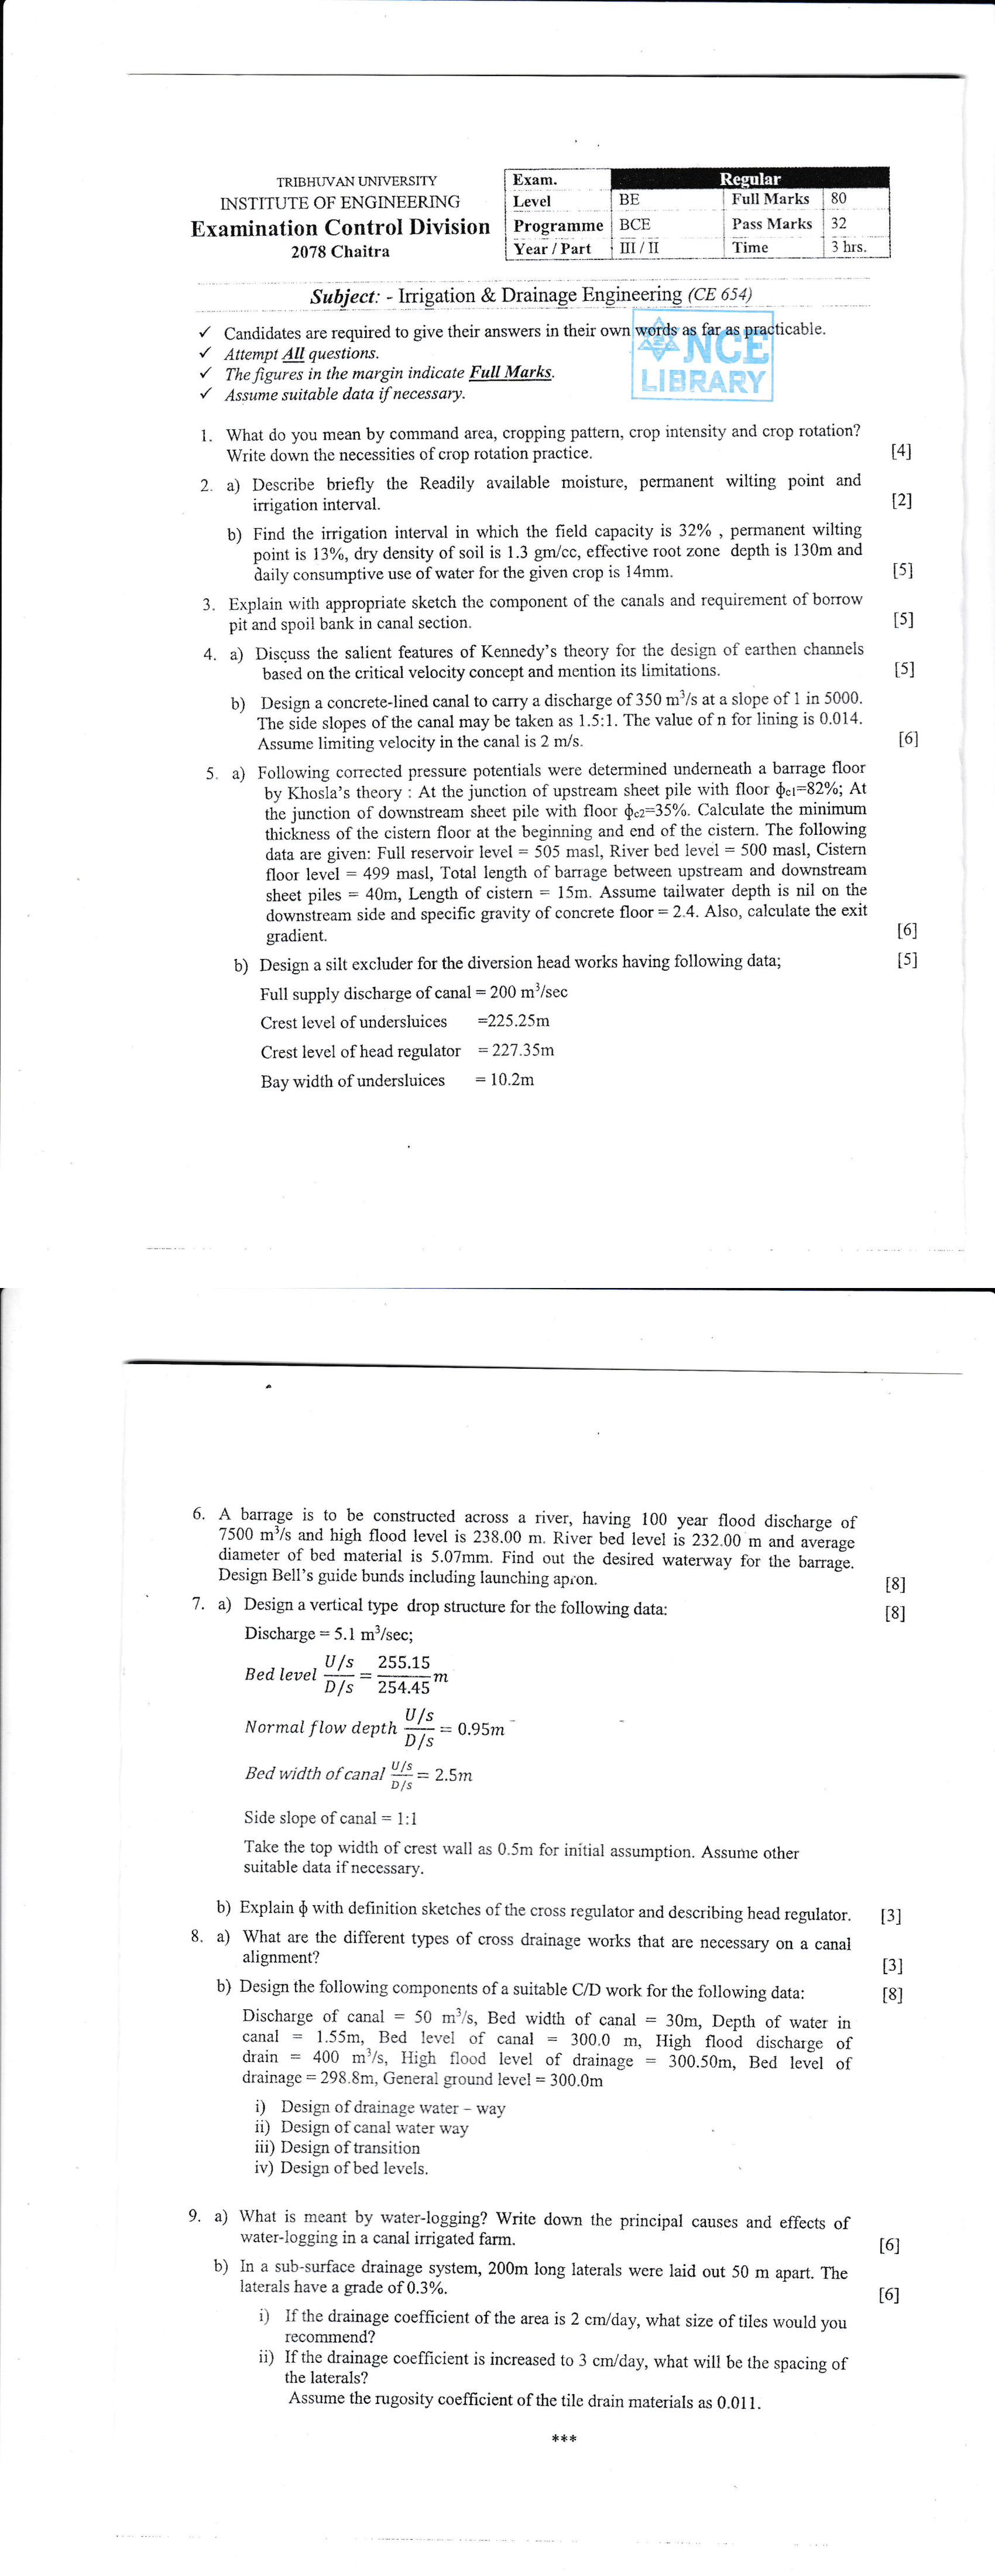 TRIBHUVAN UNIVERSITY
INSTITUTE OF ENGINEERING
Examination Control Division
2078 Chaitra
Exam. Regular
Level BE Full Marks 80
Programme BCE Pass Marks 32
Year / Part III / II Time 3 hrs.
Subject: - Irrigation & Drainage Engineering (CE 654)
✓ Candidates are required to give their answers in their own words as far as practicable.
✓ Attempt All questions.
✓ The figures in the margin indicate Full Marks.
✓ Assume suitable data if necessary.
NCE
LIBRARY
1. What do you mean by command area, cropping pattern, crop intensity and crop rotation?
Write down the necessities of crop rotation practice. [4]
2. a) Describe briefly the Readily available moisture, permanent wilting point and
irrigation interval. [2]
b) Find the irrigation interval in which the field capacity is 32% , permanent wilting
point is 13%, dry density of soil is 1.3 gm/cc, effective root zone depth is 130m and
daily consumptive use of water for the given crop is 14mm. [5]
3. Explain with appropriate sketch the component of the canals and requirement of borrow
pit and spoil bank in canal section. [5]
4. a) Discuss the salient features of Kennedy's theory for the design of earthen channels
based on the critical velocity concept and mention its limitations. [5]
b) Design a concrete-lined canal to carry a discharge of 350 m³/s at a slope of 1 in 5000.
The side slopes of the canal may be taken as 1.5:1. The value of n for lining is 0.014.
Assume limiting velocity in the canal is 2 m/s. [6]
5. a) Following corrected pressure potentials were determined underneath a barrage floor
by Khosla's theory : At the junction of upstream sheet pile with floor ϕc1=82%; At
the junction of downstream sheet pile with floor ϕc2=35%. Calculate the minimum
thickness of the cistern floor at the beginning and end of the cistern. The following
data are given: Full reservoir level = 505 masl, River bed level = 500 masl, Cistern
floor level = 499 masl, Total length of barrage between upstream and downstream
sheet piles = 40m, Length of cistern = 15m. Assume tailwater depth is nil on the
downstream side and specific gravity of concrete floor = 2.4. Also, calculate the exit
gradient. [6]
b) Design a silt excluder for the diversion head works having following data; [5]
Full supply discharge of canal = 200 m³/sec
Crest level of undersluices =225.25m
Crest level of head regulator = 227.35m
Bay width of undersluices = 10.2m
6. A barrage is to be constructed across a river, having 100 year flood discharge of
7500 m³/s and high flood level is 238.00 m. River bed level is 232.00 m and average
diameter of bed material is 5.07mm. Find out the desired waterway for the barrage.
Design Bell's guide bunds including launching apron. [8]
7. a) Design a vertical type drop structure for the following data: [8]
Discharge = 5.1 m³/sec;
Bed level U/s / D/s = 255.15 / 254.45 m
Normal flow depth U/s / D/s = 0.95m
Bed width of canal U/s / D/s = 2.5m
Side slope of canal = 1:1
Take the top width of crest wall as 0.5m for initial assumption. Assume other
suitable data if necessary.
b) Explain ϕ with definition sketches of the cross regulator and describing head regulator. [3]
8. a) What are the different types of cross drainage works that are necessary on a canal
alignment? [3]
b) Design the following components of a suitable C/D work for the following data: [8]
Discharge of canal = 50 m³/s, Bed width of canal = 30m, Depth of water in
canal = 1.55m, Bed level of canal = 300.0 m, High flood discharge of
drain = 400 m³/s, High flood level of drainage = 300.50m, Bed level of
drainage = 298.8m, General ground level = 300.0m
i) Design of drainage water – way
ii) Design of canal water way
iii) Design of transition
iv) Design of bed levels.
9. a) What is meant by water-logging? Write down the principal causes and effects of
water-logging in a canal irrigated farm. [6]
b) In a sub-surface drainage system, 200m long laterals were laid out 50 m apart. The
laterals have a grade of 0.3%. [6]
i) If the drainage coefficient of the area is 2 cm/day, what size of tiles would you
recommend?
ii) If the drainage coefficient is increased to 3 cm/day, what will be the spacing of
the laterals?
Assume the rugosity coefficient of the tile drain materials as 0.011.
***